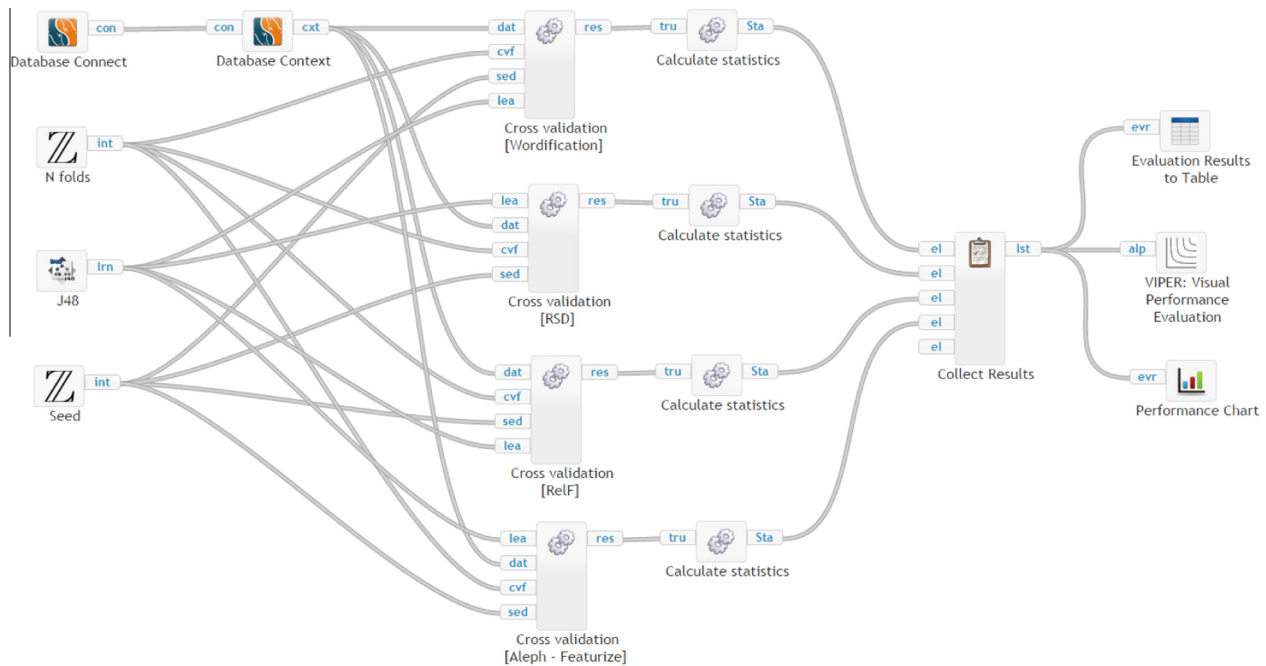 con
Database Connect
con
cxt
Database Context
int
N folds
lrn
J48
int
Seed
dat
cvf
sed
lea
res
Cross validation
[Wordification]
tru
Sta
Calculate statistics
lea
dat
cvf
sed
res
Cross validation
[RSD]
tru
Sta
Calculate statistics
dat
cvf
sed
lea
res
Cross validation
[RelF]
tru
Sta
Calculate statistics
lea
dat
cvf
sed
res
Cross validation
[Aleph - Featurize]
tru
Sta
Calculate statistics
el
el
el
el
el
lst
Collect Results
evr
Evaluation Results
to Table
alp
VIPER: Visual
Performance
Evaluation
evr
Performance Chart